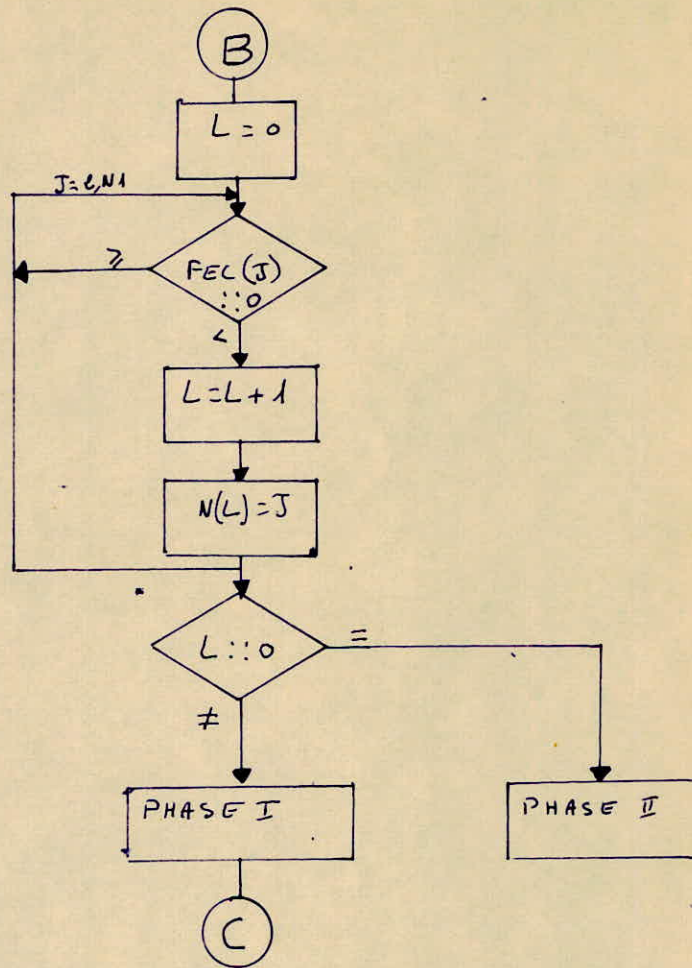 B
L = 0
J = 2, N1
≥
FEC(J)
:: 0
<
L = L + 1
N(L) = J
L :: 0
=
≠
PHASE I
PHASE II
C